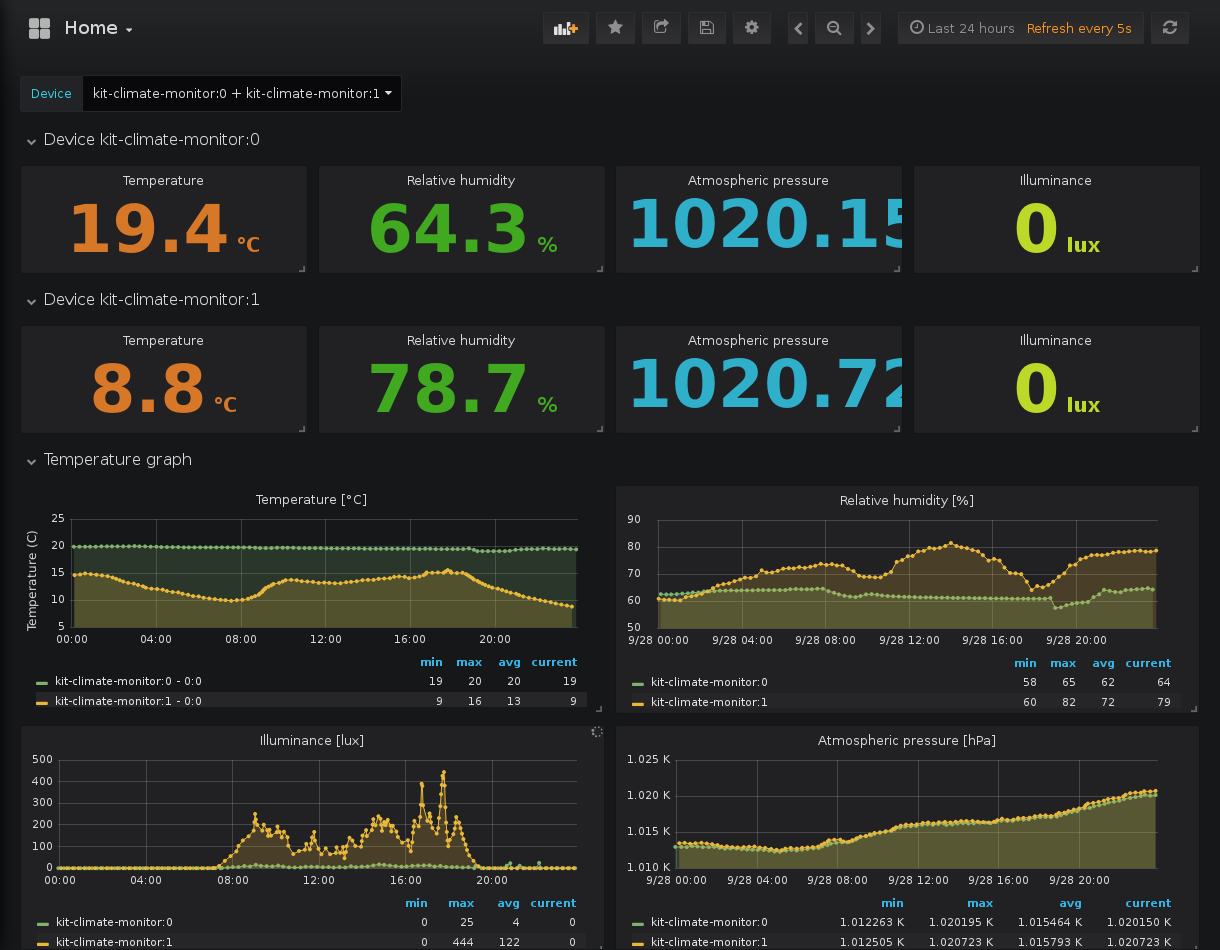 Home
Last 24 hours Refresh every 5s
Device kit-climate-monitor:0 + kit-climate-monitor:1
Device kit-climate-monitor:0
Temperature Relative humidity Atmospheric pressure Illuminance
19.4 °C 64.3 % 1020.15 0 lux
Device kit-climate-monitor:1
Temperature Relative humidity Atmospheric pressure Illuminance
8.8 °C 78.7 % 1020.72 0 lux
Temperature graph
Temperature [°C]
Temperature (C)
25
20
15
10
5
00:00 04:00 08:00 12:00 16:00 20:00
min max avg current
kit-climate-monitor:0 - 0:0 19 20 20 19
kit-climate-monitor:1 - 0:0 9 16 13 9
Relative humidity [%]
90
80
70
60
50
9/28 00:00 9/28 04:00 9/28 08:00 9/28 12:00 9/28 16:00 9/28 20:00
min max avg current
kit-climate-monitor:0 58 65 62 64
kit-climate-monitor:1 60 82 72 79
Illuminance [lux]
500
400
300
200
100
0
00:00 04:00 08:00 12:00 16:00 20:00
min max avg current
kit-climate-monitor:0 0 25 4 0
kit-climate-monitor:1 0 444 122 0
Atmospheric pressure [hPa]
1.025 K
1.020 K
1.015 K
1.010 K
9/28 00:00 9/28 04:00 9/28 08:00 9/28 12:00 9/28 16:00 9/28 20:00
min max avg current
kit-climate-monitor:0 1.012263 K 1.020195 K 1.015464 K 1.020150 K
kit-climate-monitor:1 1.012505 K 1.020723 K 1.015793 K 1.020723 K